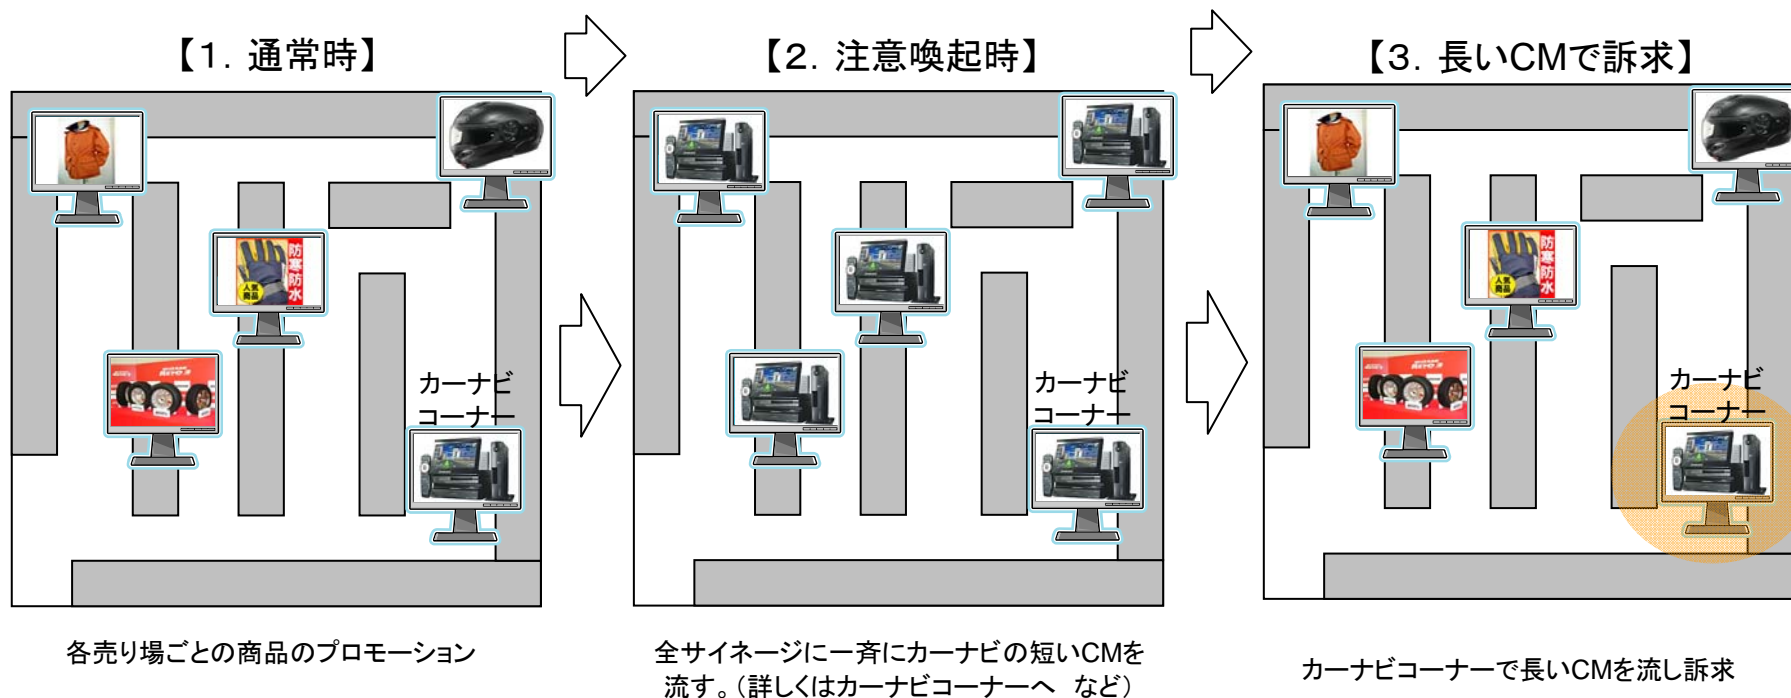 【1．通常時】
【2．注意喚起時】
【3．長いCMで訴求】
防寒防水
人気
商品
カーナビ
コーナー
カーナビ
コーナー
防寒防水
人気
商品
カーナビ
コーナー
各売り場ごとの商品のプロモーション
全サイネージに一斉にカーナビの短いCMを
流す。（詳しくはカーナビコーナーへ　など）
カーナビコーナーで長いCMを流し訴求